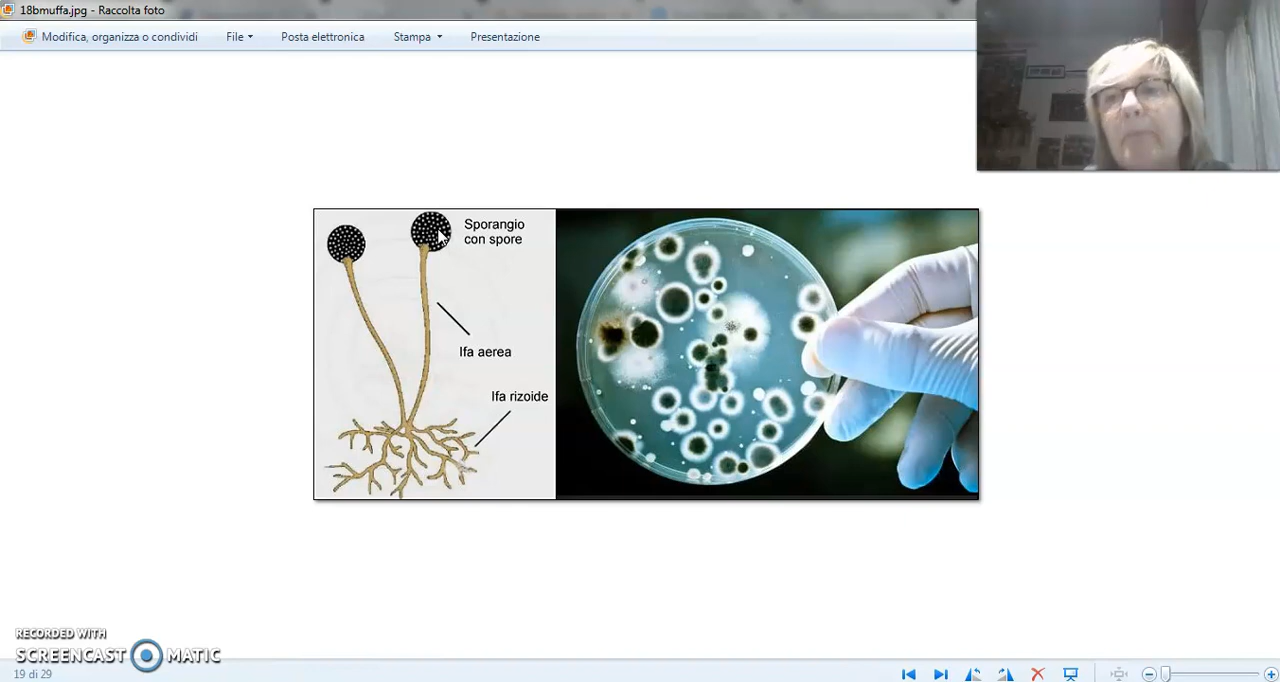 18bmuffa.jpg - Raccolta foto
Modifica, organizza o condividi File Posta elettronica Stampa Presentazione
Sporangio
con spore
Ifa aerea
Ifa rizoide
RECORDED WITH
SCREENCAST MATIC
19 di 29